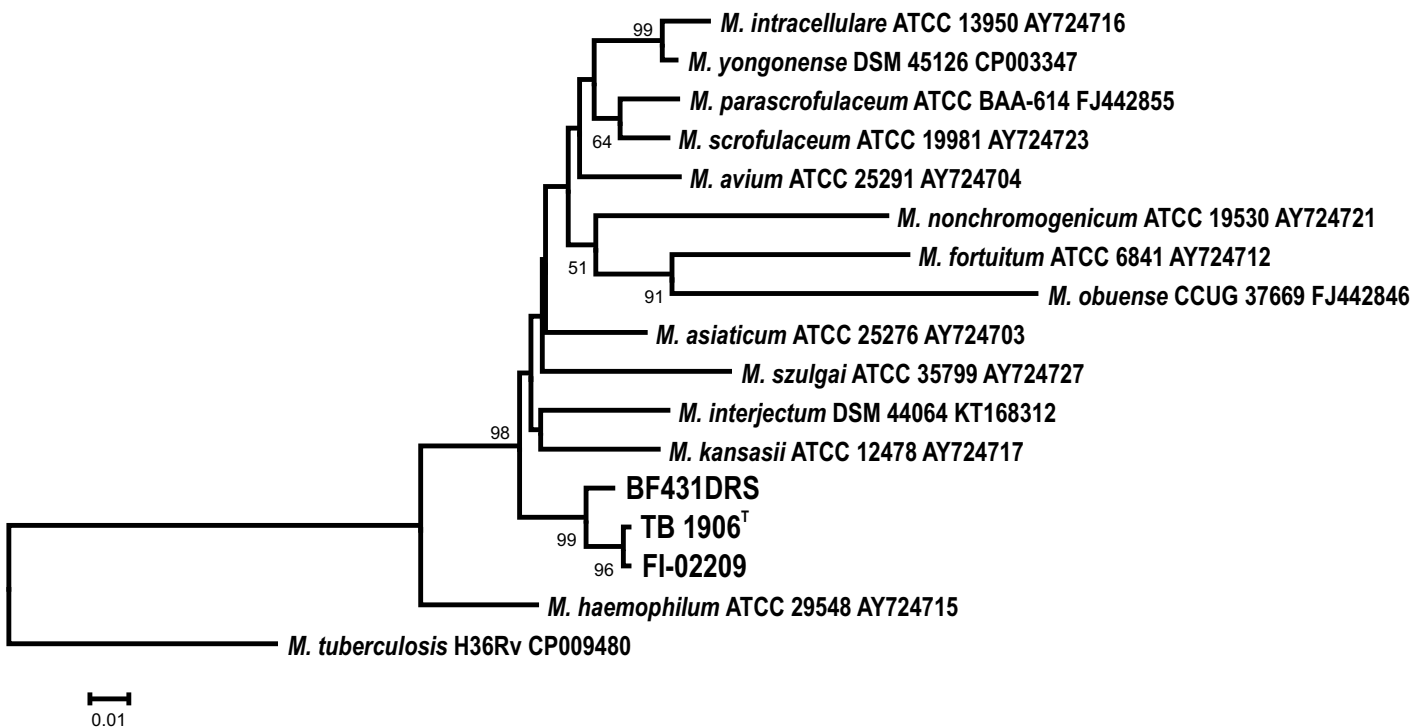 M. intracellulare ATCC 13950 AY724716
99
M. yongonense DSM 45126 CP003347
M. parascrofulaceum ATCC BAA-614 FJ442855
64
M. scrofulaceum ATCC 19981 AY724723
M. avium ATCC 25291 AY724704
M. nonchromogenicum ATCC 19530 AY724721
51
M. fortuitum ATCC 6841 AY724712
91
M. obuense CCUG 37669 FJ442846
M. asiaticum ATCC 25276 AY724703
M. szulgai ATCC 35799 AY724727
M. interjectum DSM 44064 KT168312
98
M. kansasii ATCC 12478 AY724717
BF431DRS
99
TB 1906ᵀ
96
FI-02209
M. haemophilum ATCC 29548 AY724715
M. tuberculosis H36Rv CP009480
0.01